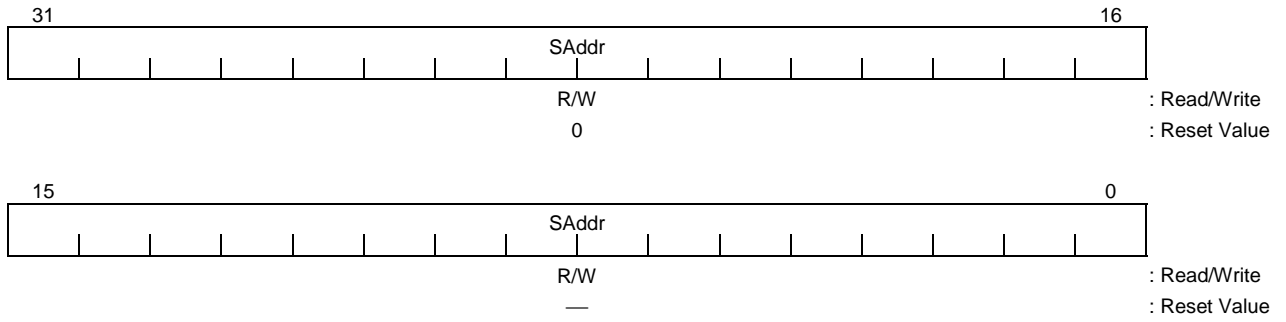 31 16
SAddr
R/W : Read/Write
0 : Reset Value
15 0
SAddr
R/W : Read/Write
— : Reset Value